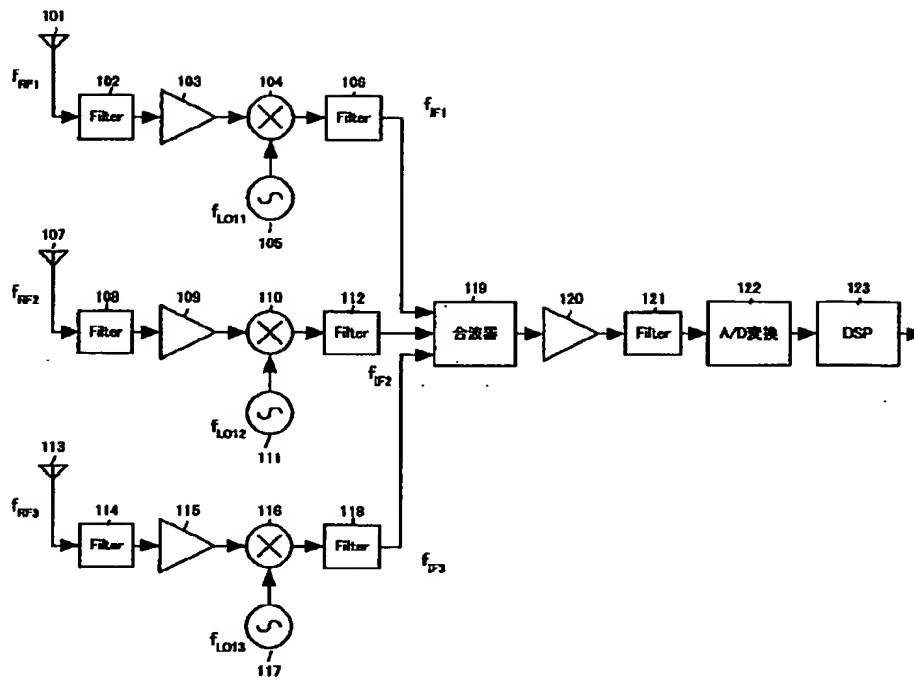 101
f_RF1
102
103
104
106
Filter
Filter
f_IF1
f_LO11
105
107
f_RF2
108
109
110
112
119
120
121
122
123
Filter
Filter
合波器
Filter
A/D変換
DSP
f_IF2
f_LO12
111
113
f_RF3
114
115
116
118
Filter
Filter
f_IF3
f_LO13
117